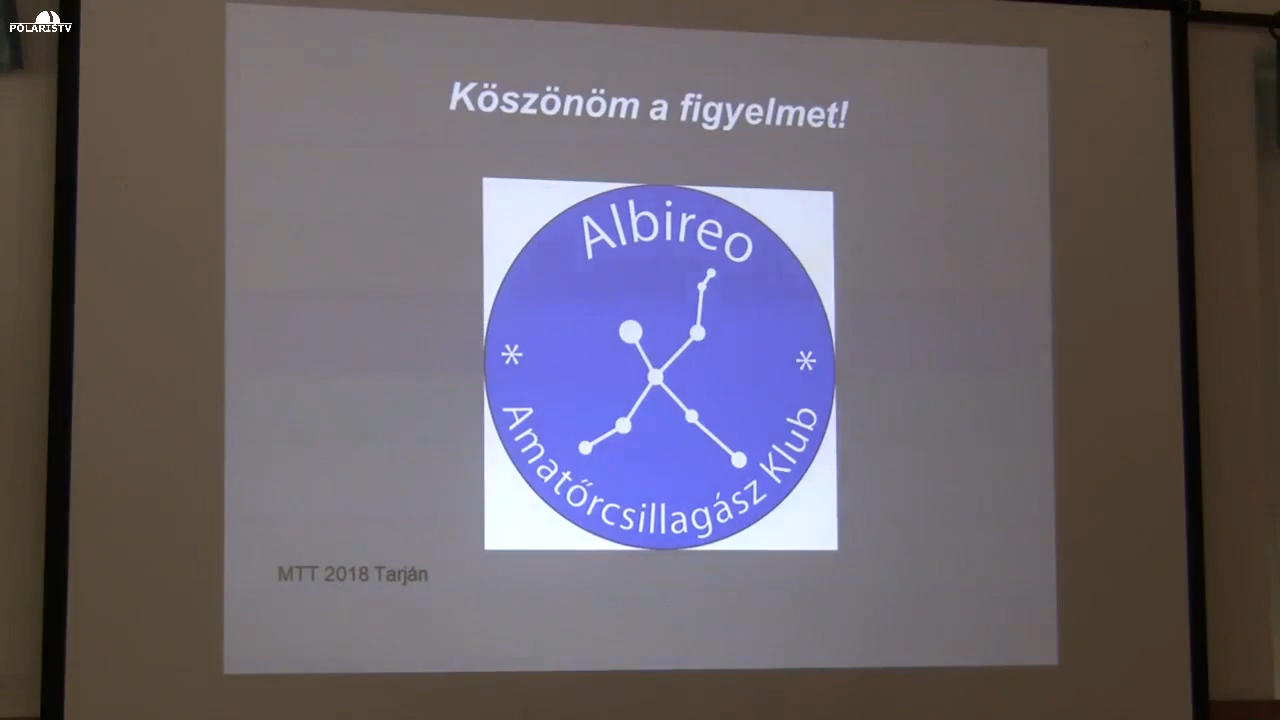 POLARISTV
Köszönöm a figyelmet!
Albireo
* *
Amatőrcsillagász Klub
MTT 2018 Tarján